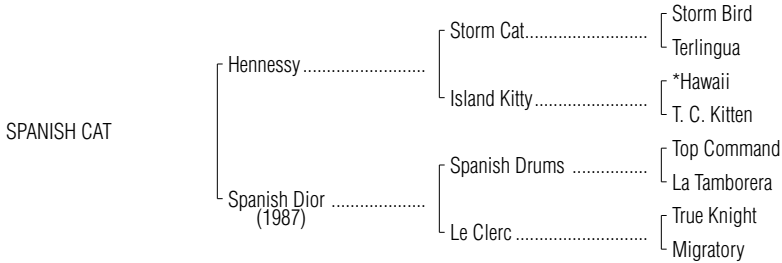 Storm Bird
Storm Cat..............................
Terlingua
Hennessy ..............................
*Hawaii
Island Kitty............................
T. C. Kitten
SPANISH CAT
Top Command
Spanish Drums ..................
La Tamborera
Spanish Dior .......................
(1987)
True Knight
Le Clerc ................................
Migratory